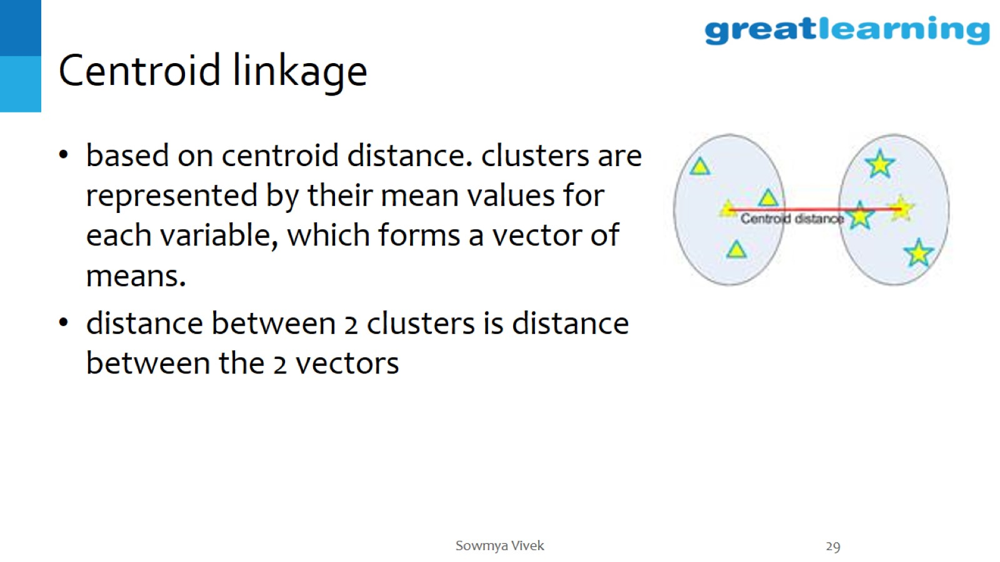 greatlearning
Centroid linkage
• based on centroid distance. clusters are
represented by their mean values for
each variable, which forms a vector of
means.
• distance between 2 clusters is distance
between the 2 vectors
Centroid distance
Sowmya Vivek
29